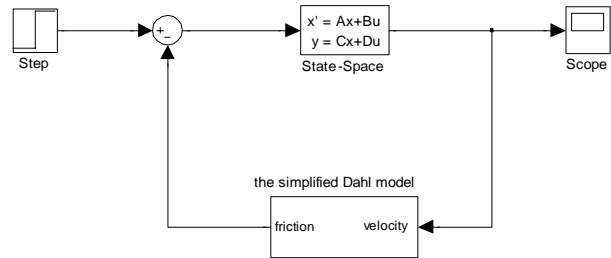 x' = Ax+Bu
y = Cx+Du
Step
State-Space
Scope
the simplified Dahl model
friction
velocity